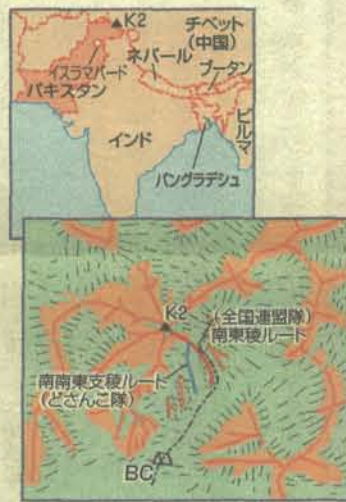 K2
チベット
(中国)
ネパール
ブータン
イスラマバード
パキスタン
インド
ビルマ
バングラデシュ
K2
(全国連盟隊)
南東稜ルート
南南東支稜ルート
(どさんこ隊)
BC